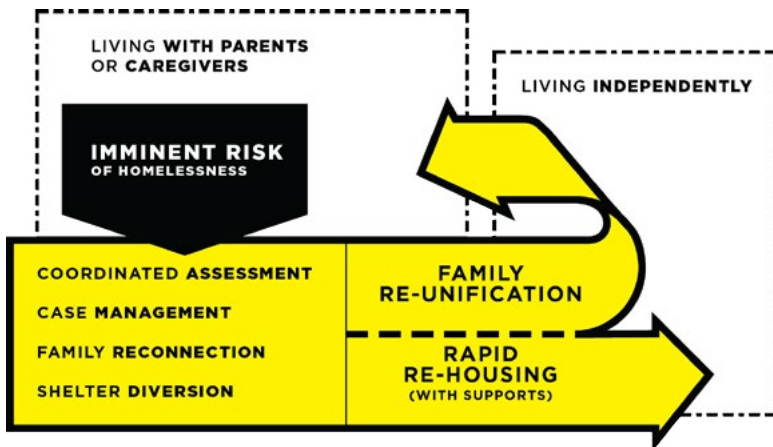 LIVING WITH PARENTS
OR CAREGIVERS
LIVING INDEPENDENTLY
IMMINENT RISK
OF HOMELESSNESS
COORDINATED ASSESSMENT
CASE MANAGEMENT
FAMILY RECONNECTION
SHELTER DIVERSION
FAMILY
RE-UNIFICATION
RAPID
RE-HOUSING
(WITH SUPPORTS)